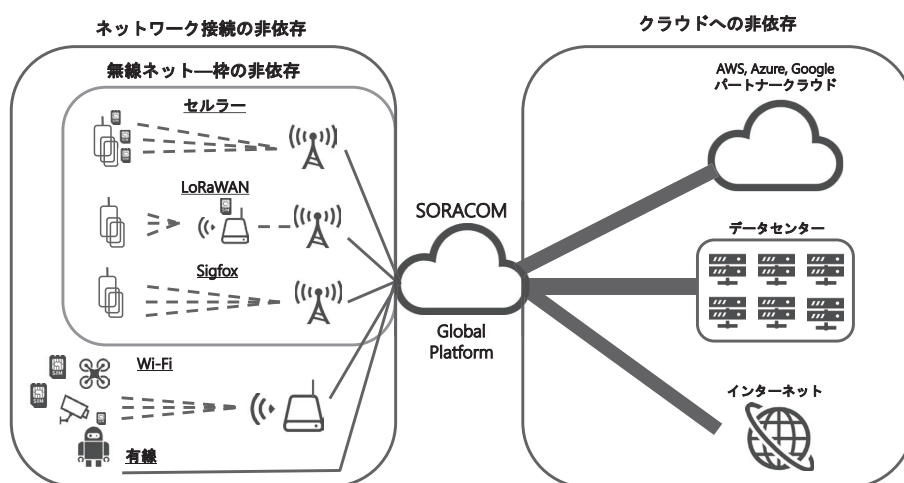 ネットワーク接続の非依存
無線ネット―枠の非依存
セルラー
LoRaWAN
Sigfox
Wi-Fi
SIM
SIM
有線
SORACOM
Global
Platform
クラウドへの非依存
AWS, Azure, Google
パートナークラウド
データセンター
インターネット